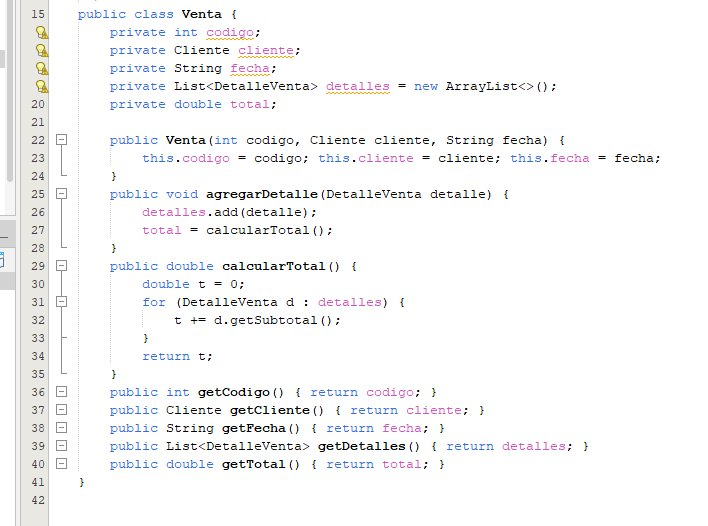 15 public class Venta {
private int codigo;
private Cliente cliente;
private String fecha;
private List<DetalleVenta> detalles = new ArrayList<>();
20 private double total;
21
22 public Venta(int codigo, Cliente cliente, String fecha) {
23 this.codigo = codigo; this.cliente = cliente; this.fecha = fecha;
24 }
25 public void agregarDetalle(DetalleVenta detalle) {
26 detalles.add(detalle);
27 total = calcularTotal();
28 }
29 public double calcularTotal() {
30 double t = 0;
31 for (DetalleVenta d : detalles) {
32 t += d.getSubtotal();
33 }
34 return t;
35 }
36 public int getCodigo() { return codigo; }
37 public Cliente getCliente() { return cliente; }
38 public String getFecha() { return fecha; }
39 public List<DetalleVenta> getDetalles() { return detalles; }
40 public double getTotal() { return total; }
41 }
42